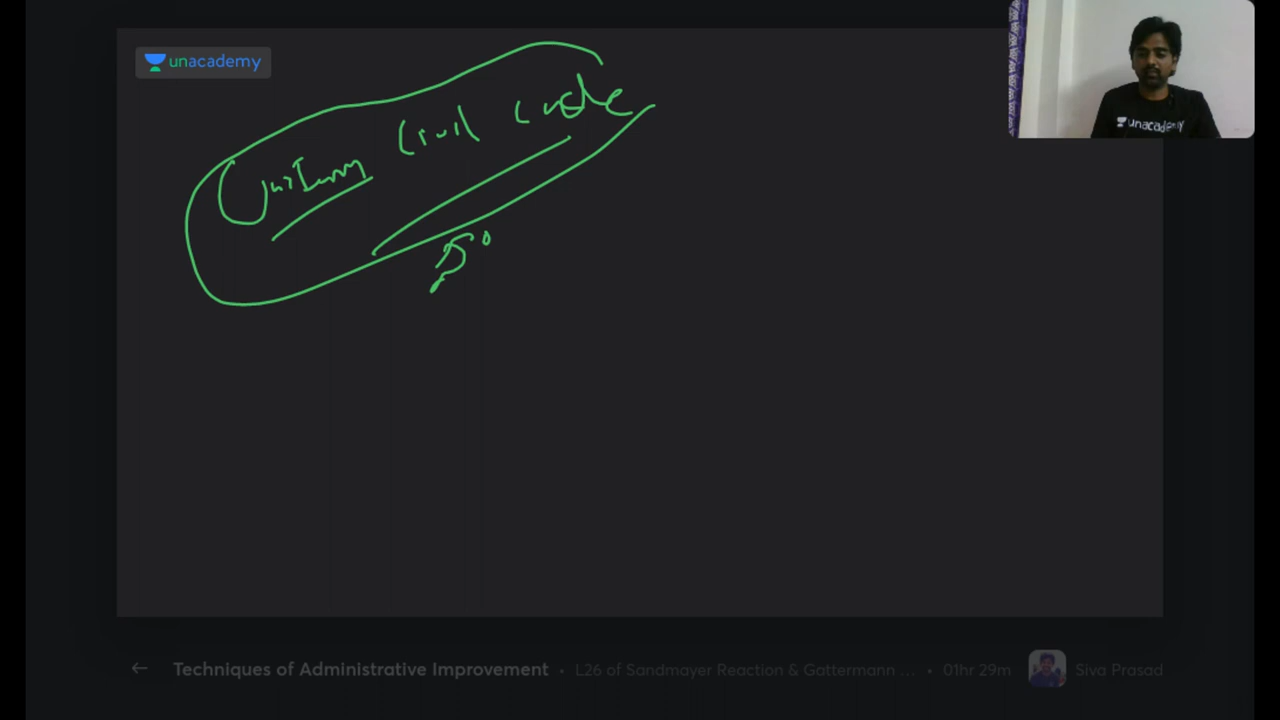 unacademy
unacademy
Uniform Civil Code
Techniques of Administrative Improvement • L26 of Sandmayer Reaction & Gattermann ... • 01hr 29m Siva Prasad